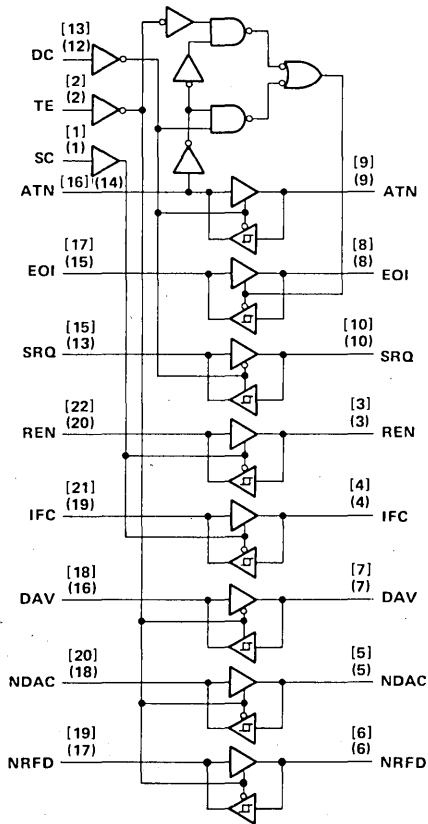 [13]
DC (12)
[2]
TE (2)
[1]
SC (1)
ATN [16] (14) [9] (9) ATN
[17] [8]
EOI (15) (8) EOI
[15] [10]
SRQ (13) (10) SRQ
[22] [3]
REN (20) (3) REN
[21] [4]
IFC (19) (4) IFC
[18] [7]
DAV (16) (7) DAV
[20] [5]
NDAC (18) (5) NDAC
[19] [6]
NRFD (17) (6) NRFD